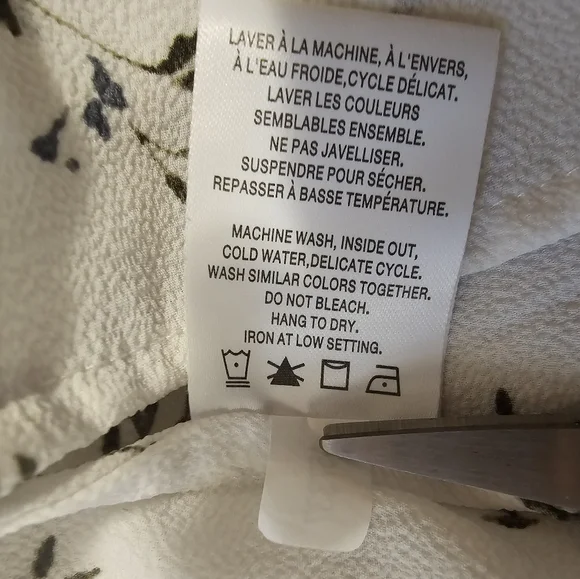 LAVER À LA MACHINE, À L'ENVERS,
À L'EAU FROIDE,CYCLE DÉLICAT.
LAVER LES COULEURS
SEMBLABLES ENSEMBLE.
NE PAS JAVELLISER.
SUSPENDRE POUR SÉCHER.
REPASSER À BASSE TEMPÉRATURE.
MACHINE WASH, INSIDE OUT,
COLD WATER,DELICATE CYCLE.
WASH SIMILAR COLORS TOGETHER.
DO NOT BLEACH.
HANG TO DRY.
IRON AT LOW SETTING.